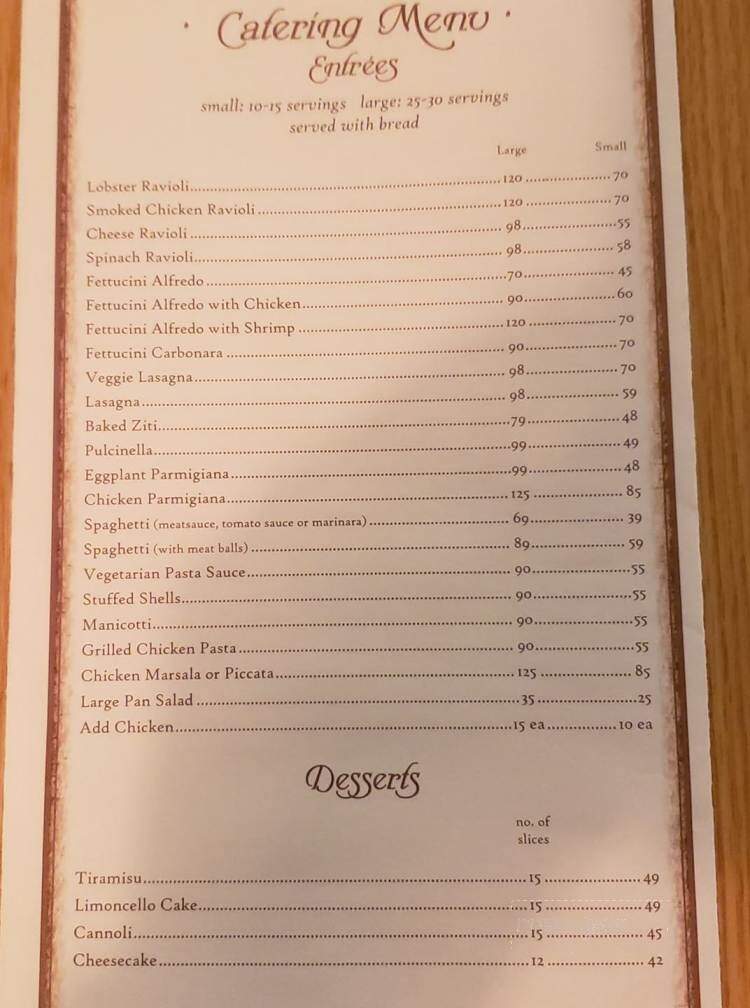 · Catering Menu ·
Entrées
small: 10-15 servings large: 25-30 servings
served with bread
Large Small
Lobster Ravioli 120 70
Smoked Chicken Ravioli 120 70
Cheese Ravioli 98 55
Spinach Ravioli 98 58
Fettucini Alfredo 70 45
Fettucini Alfredo with Chicken 90 60
Fettucini Alfredo with Shrimp 120 70
Fettucini Carbonara 90 70
Veggie Lasagna 98 70
Lasagna 98 59
Baked Ziti 79 48
Pulcinella 99 49
Eggplant Parmigiana 99 48
Chicken Parmigiana 125 85
Spaghetti (meatsauce, tomato sauce or marinara) 69 39
Spaghetti (with meat balls) 89 59
Vegetarian Pasta Sauce 90 55
Stuffed Shells 90 55
Manicotti 90 55
Grilled Chicken Pasta 90 55
Chicken Marsala or Piccata 125 85
Large Pan Salad 35 25
Add Chicken 15 ea 10 ea
Desserts
no. of
slices
Tiramisu 15 49
Limoncello Cake 15 49
Cannoli 15 45
Cheesecake 12 42